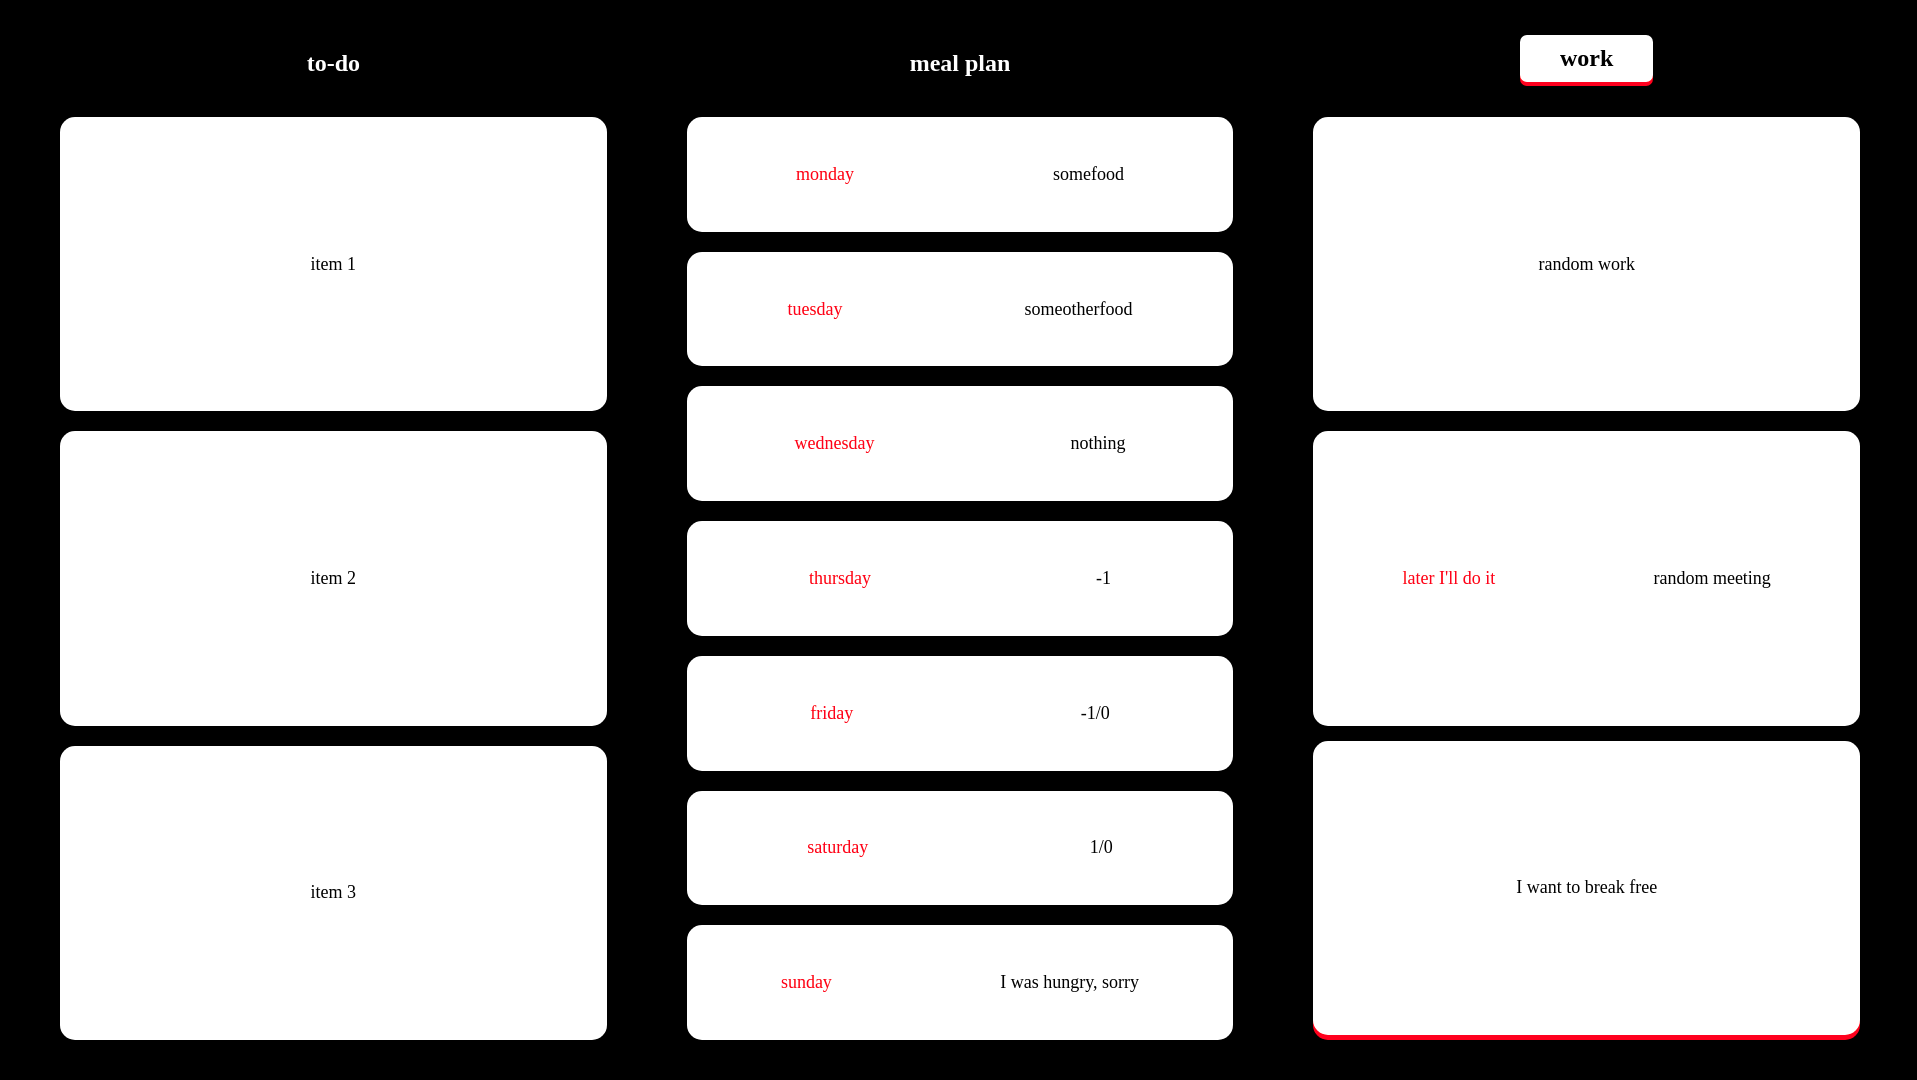 to-do
item 1
item 2
item 3
meal plan
monday somefood
tuesday someotherfood
wednesday nothing
thursday -1
friday -1/0
saturday 1/0
sunday I was hungry, sorry
work
random work
later I'll do it random meeting
I want to break free